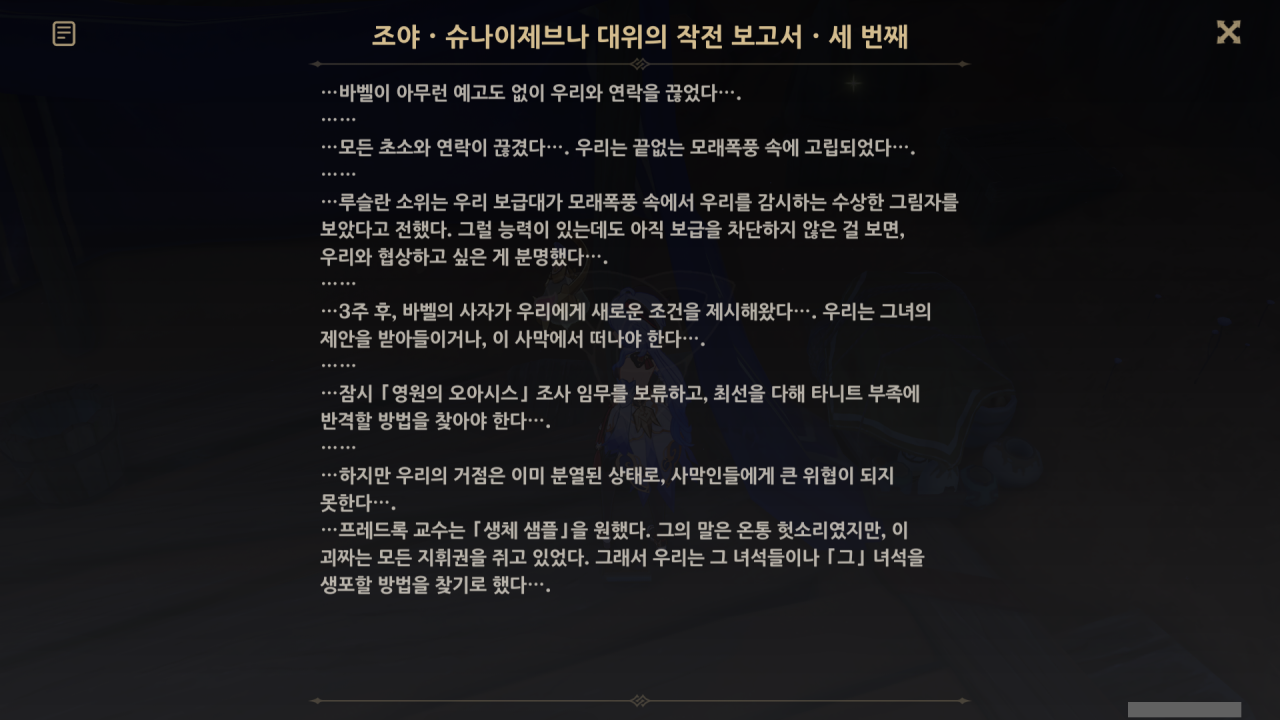 조야 · 슈나이제브나 대위의 작전 보고서 · 세 번째
…바벨이 아무런 예고도 없이 우리와 연락을 끊었다….
……
…모든 초소와 연락이 끊겼다…. 우리는 끝없는 모래폭풍 속에 고립되었다….
……
…루슬란 소위는 우리 보급대가 모래폭풍 속에서 우리를 감시하는 수상한 그림자를
보았다고 전했다. 그럴 능력이 있는데도 아직 보급을 차단하지 않은 걸 보면,
우리와 협상하고 싶은 게 분명했다….
……
…3주 후, 바벨의 사자가 우리에게 새로운 조건을 제시해왔다…. 우리는 그녀의
제안을 받아들이거나, 이 사막에서 떠나야 한다….
……
…잠시 「영원의 오아시스」 조사 임무를 보류하고, 최선을 다해 타니트 부족에
반격할 방법을 찾아야 한다….
……
…하지만 우리의 거점은 이미 분열된 상태로, 사막인들에게 큰 위협이 되지
못한다….
…프레드록 교수는 「생체 샘플」을 원했다. 그의 말은 온통 헛소리였지만, 이
괴짜는 모든 지휘권을 쥐고 있었다. 그래서 우리는 그 녀석들이나 「그」 녀석을
생포할 방법을 찾기로 했다….